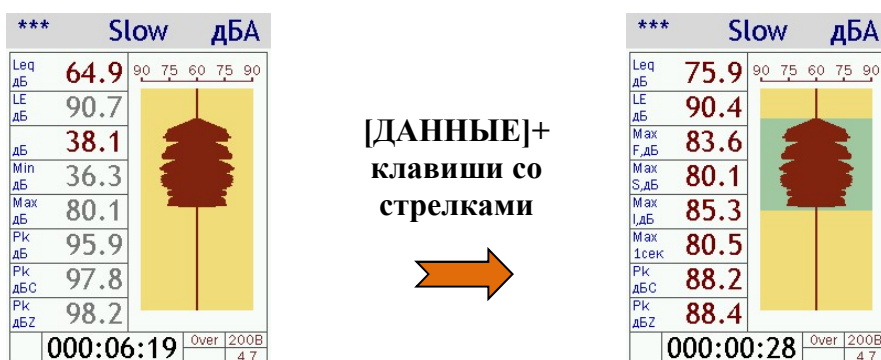 *** Slow дБА
Leq дБ 64.9 90 75 60 75 90
LE дБ 90.7
дБ 38.1
Min дБ 36.3
Max дБ 80.1
Pk дБ 95.9
Pk дБC 97.8
Pk дБZ 98.2
000:06:19 Over 200В 4.7
[ДАННЫЕ]+
клавиши со
стрелками
*** Slow дБА
Leq дБ 75.9 90 75 60 75 90
LE дБ 90.4
Max F,дБ 83.6
Max S,дБ 80.1
Max I,дБ 85.3
Max 1сек 80.5
Pk дБC 88.2
Pk дБZ 88.4
000:00:28 Over 200В 4.7